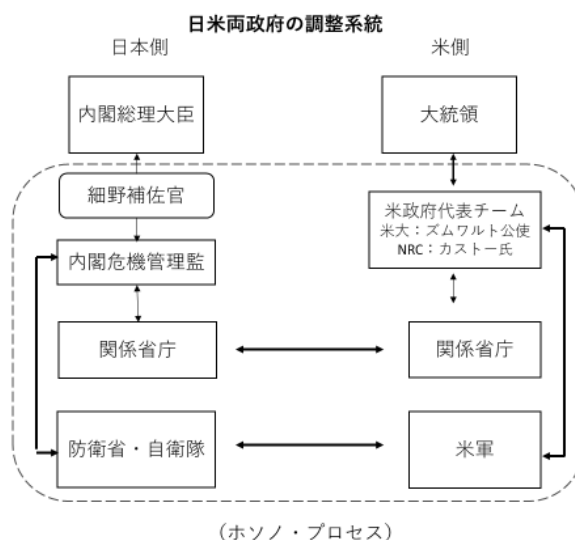 日米両政府の調整系統
日本側
米側
内閣総理大臣
大統領
細野補佐官
米政府代表チーム
米大：ズムワルト公使
NRC：カストー氏
内閣危機管理監
関係省庁
関係省庁
防衛省・自衛隊
米軍
（ホソノ・プロセス）